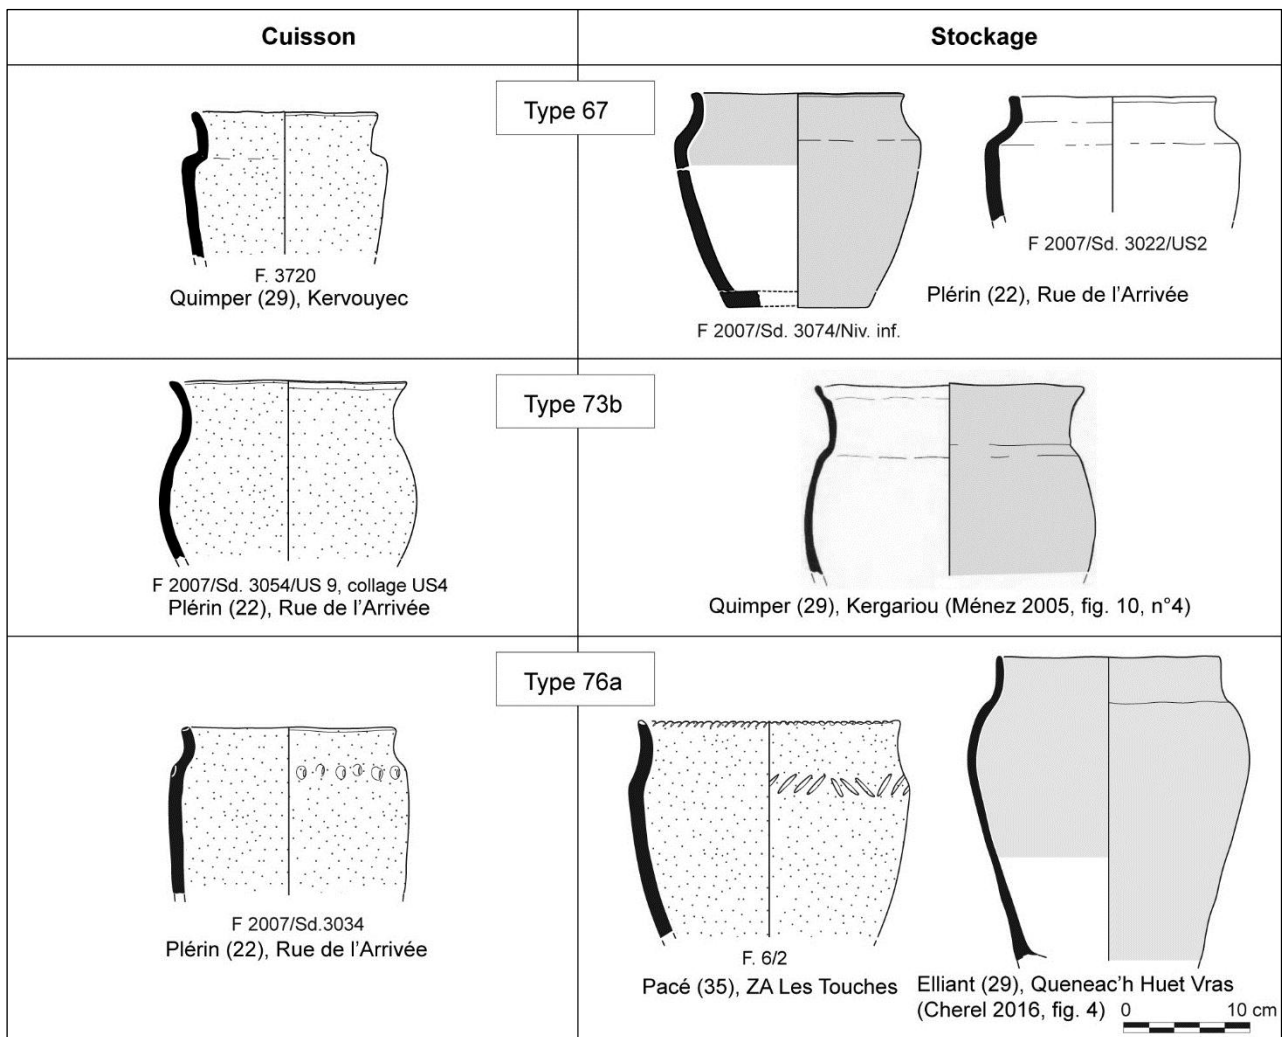 Cuisson
Stockage
Type 67
F. 3720
Quimper (29), Kervouyec
F 2007/Sd. 3074/Niv. inf.
F 2007/Sd. 3022/US2
Plérin (22), Rue de l'Arrivée
Type 73b
F 2007/Sd. 3054/US 9, collage US4
Plérin (22), Rue de l'Arrivée
Quimper (29), Kergariou (Ménez 2005, fig. 10, n°4)
Type 76a
F 2007/Sd.3034
Plérin (22), Rue de l'Arrivée
F. 6/2
Pacé (35), ZA Les Touches
Elliant (29), Queneac'h Huet Vras
(Cherel 2016, fig. 4)
0 10 cm